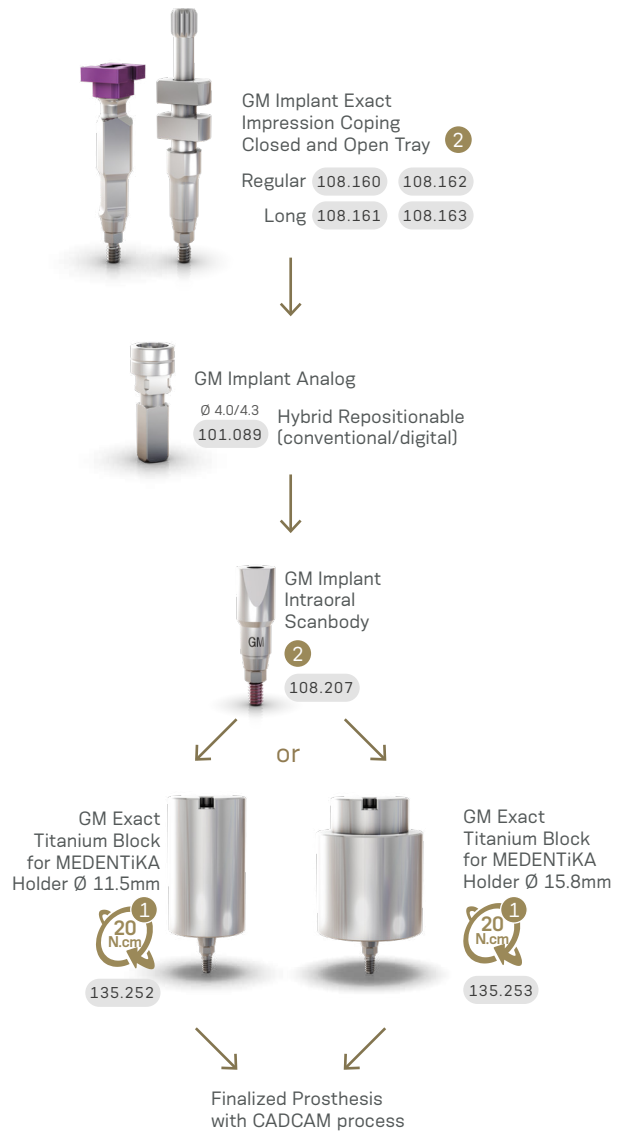 GM Implant Exact
Impression Coping
Closed and Open Tray 2
Regular 108.160 108.162
Long 108.161 108.163
GM Implant Analog
Ø 4.0/4.3
101.089
Hybrid Repositionable
(conventional/digital)
GM Implant
Intraoral
Scanbody
GM
2
108.207
or
GM Exact
Titanium Block
for MEDENTiKA
Holder Ø 11.5mm
1
20
N.cm
135.252
GM Exact
Titanium Block
for MEDENTiKA
Holder Ø 15.8mm
1
20
N.cm
135.253
Finalized Prosthesis
with CADCAM process